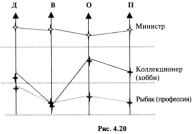 Д В О П
Министр
Коллекционер
(хобби)
Рыбак (профессия)
Рис. 4.20